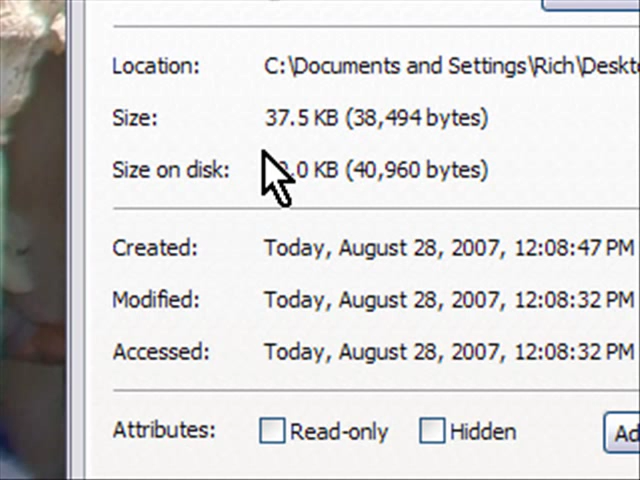 Location: C:\Documents and Settings\Rich\Deskto
Size: 37.5 KB (38,494 bytes)
Size on disk: KB (40,960 bytes)
Created: Today, August 28, 2007, 12:08:47 PM
Modified: Today, August 28, 2007, 12:08:32 PM
Accessed: Today, August 28, 2007, 12:08:32 PM
Attributes: Read-only Hidden Ad